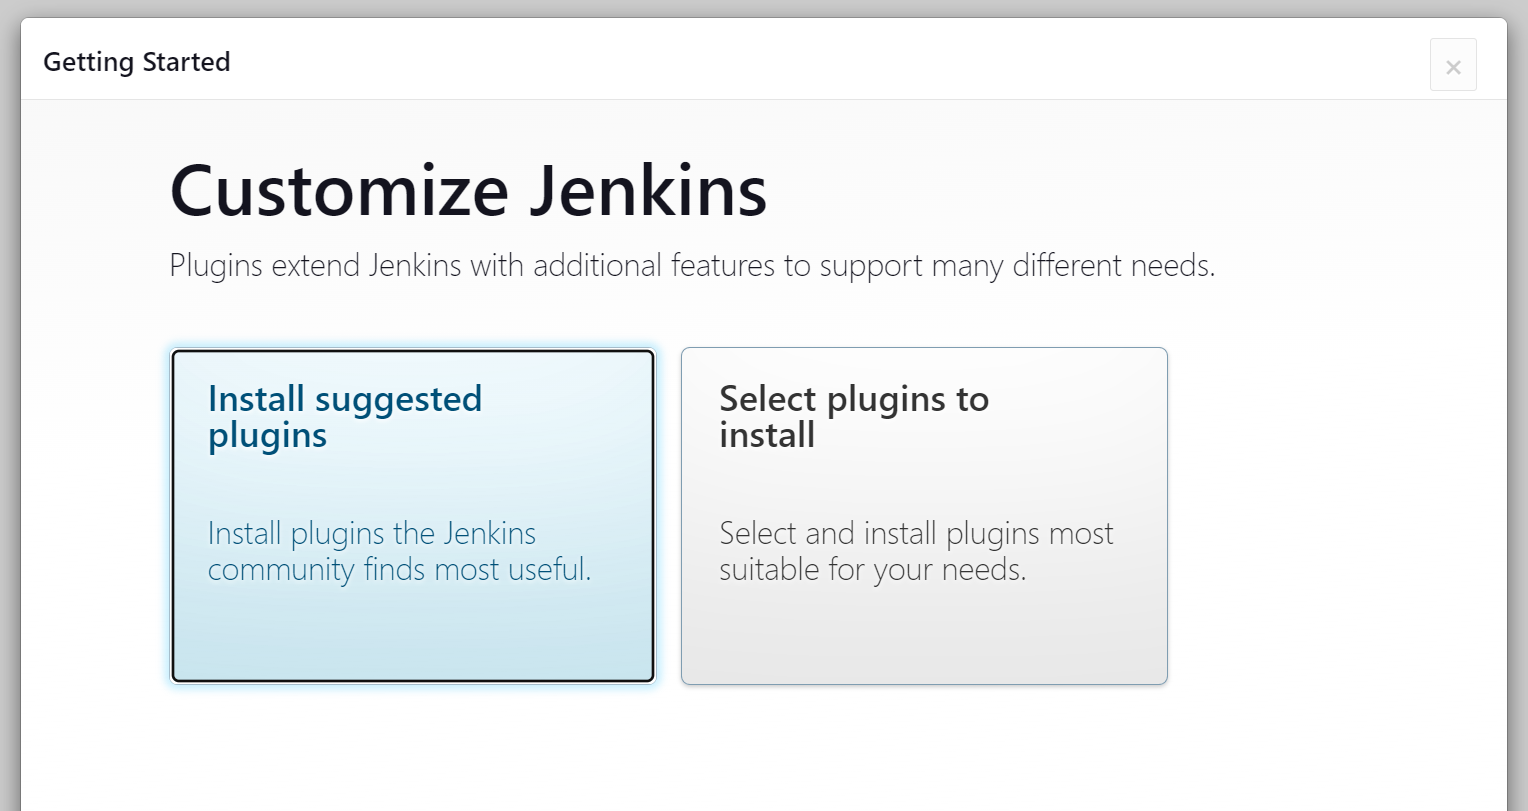 Getting Started
×
Customize Jenkins
Plugins extend Jenkins with additional features to support many different needs.
Install suggested
plugins
Install plugins the Jenkins
community finds most useful.
Select plugins to
install
Select and install plugins most
suitable for your needs.